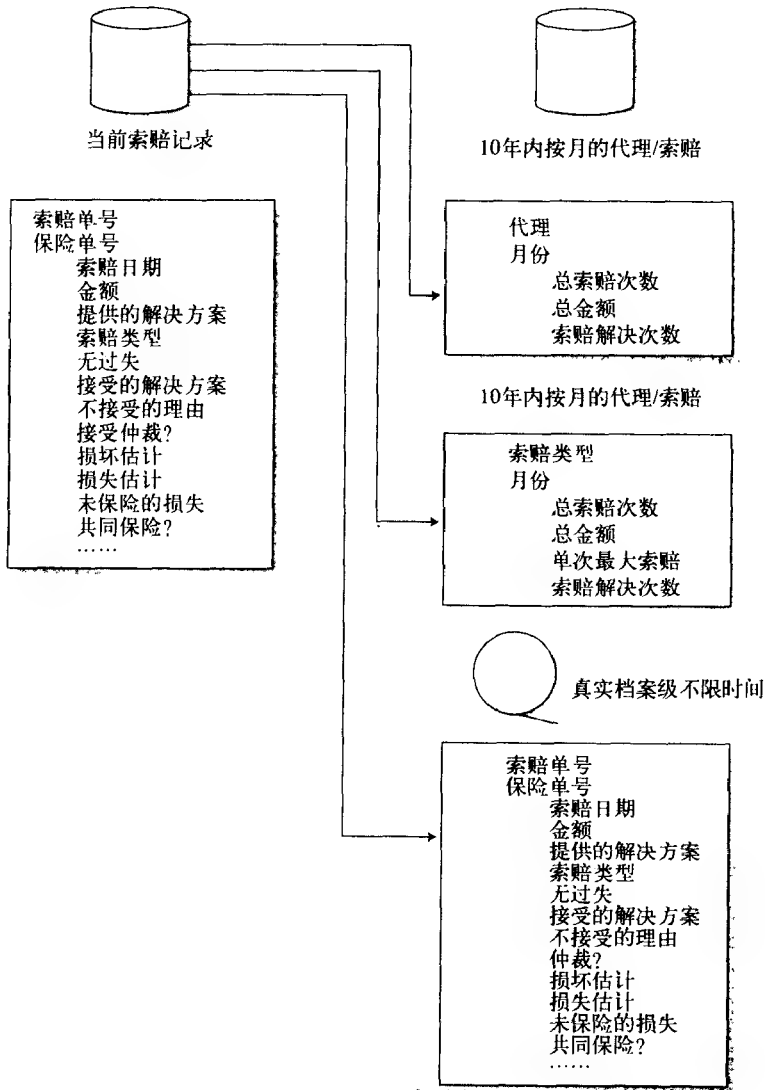 当前索赔记录
索赔单号
保险单号
索赔日期
金额
提供的解决方案
索赔类型
无过失
接受的解决方案
不接受的理由
接受仲裁?
损坏估计
损失估计
未保险的损失
共同保险?
……
10年内按月的代理/索赔
代理
月份
总索赔次数
总金额
索赔解决次数
10年内按月的代理/索赔
索赔类型
月份
总索赔次数
总金额
单次最大索赔
索赔解决次数
真实档案级不限时间
索赔单号
保险单号
索赔日期
金额
提供的解决方案
索赔类型
无过失
接受的解决方案
不接受的理由
仲裁?
损坏估计
损失估计
未保险的损失
共同保险?
……